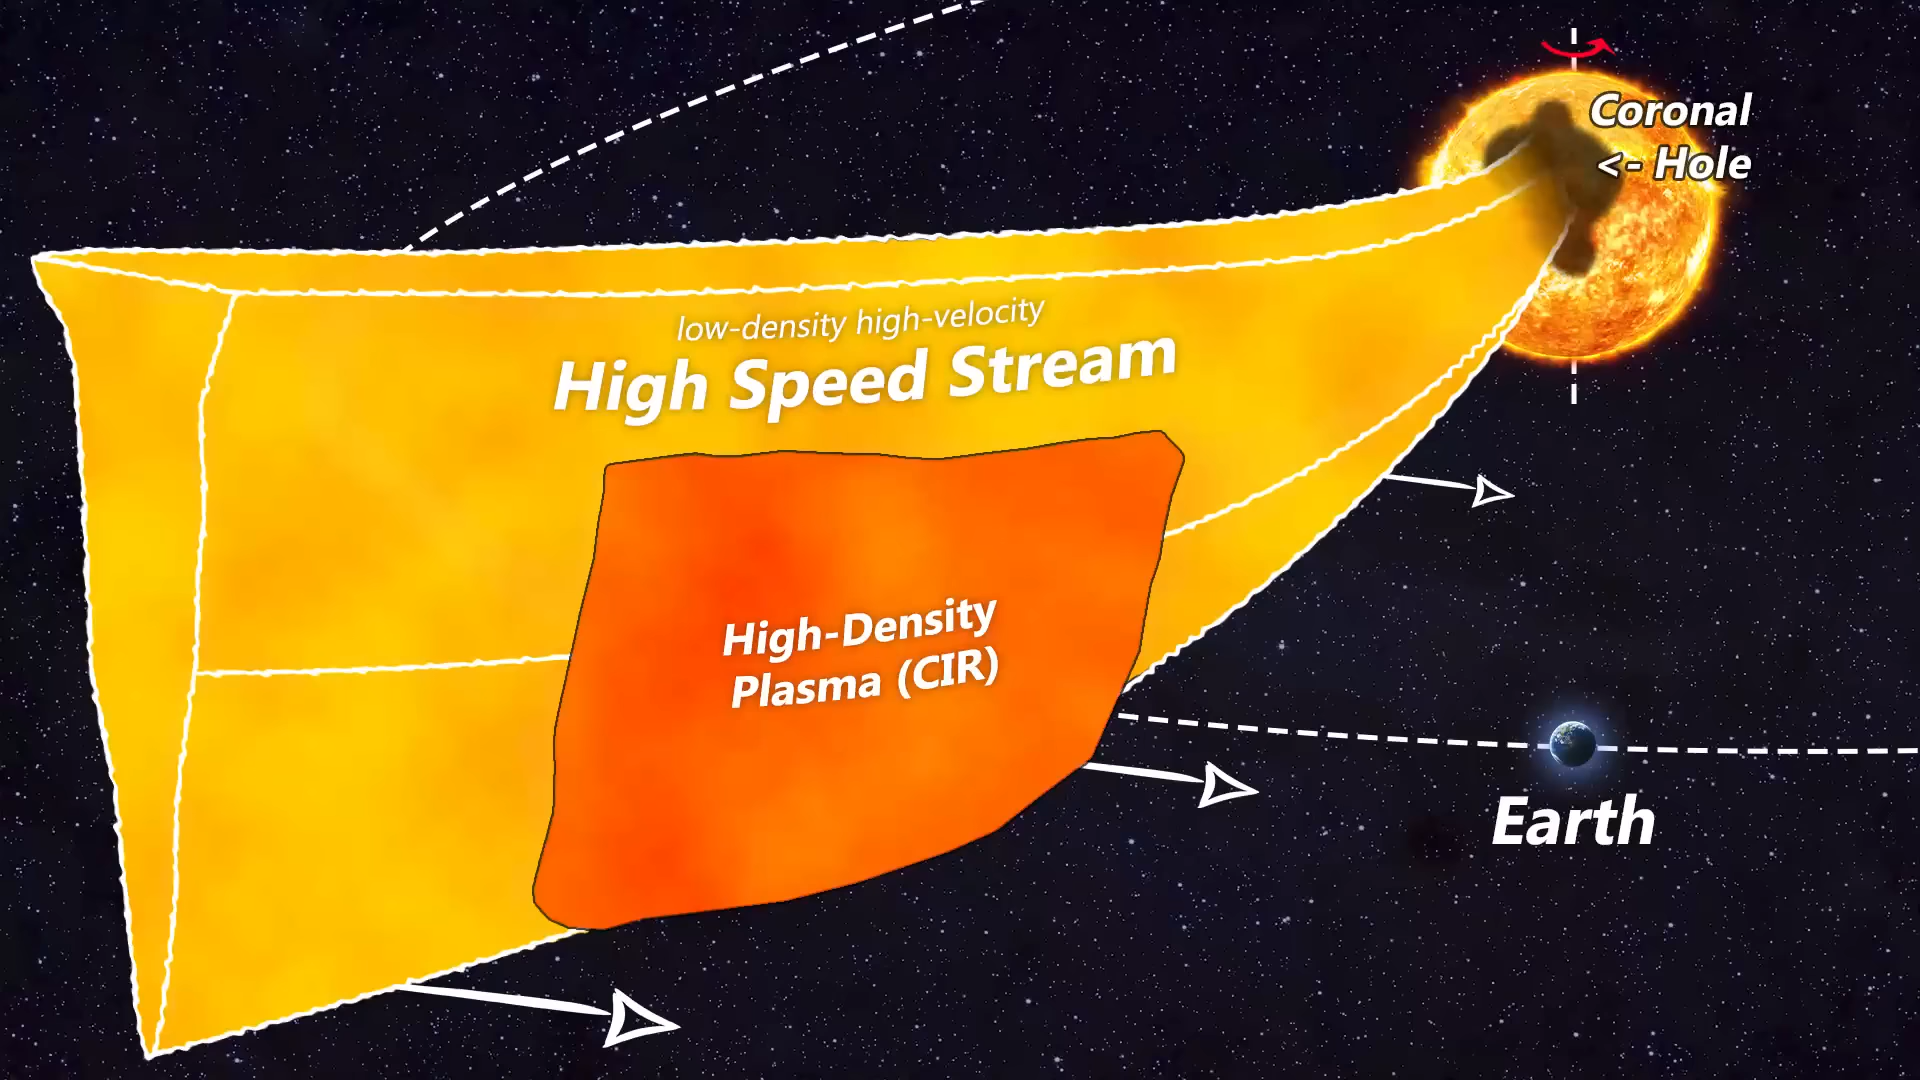 Coronal
<- Hole
low-density high-velocity
High Speed Stream
High-Density
Plasma (CIR)
Earth